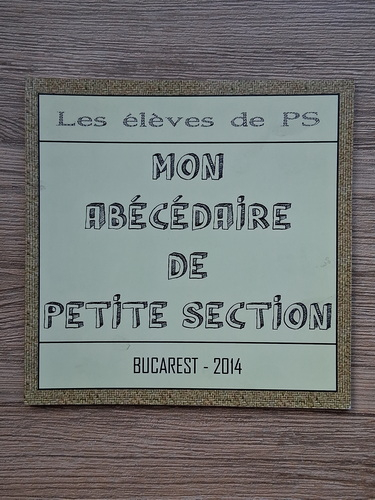 Les élèves de PS
MON
ABÉCÉDAIRE
DE
PETITE SECTION
BUCAREST - 2014